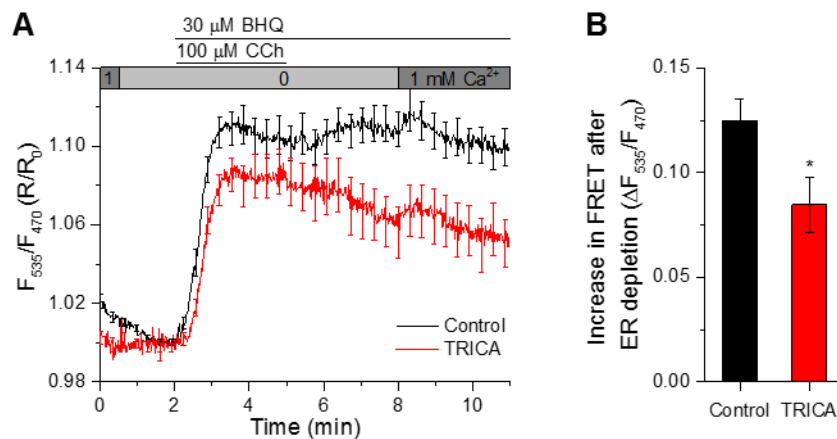 A
30 µM BHQ
100 µM CCh
1 0 1 mM Ca²⁺
1.14
1.10
1.06
1.02
0.98
F₅₃₅/F₄₇₀ (R/R₀)
Control
TRICA
0 2 4 6 8 10
Time (min)
B
0.15
0.10
0.05
0.00
Increase in FRET after
ER depletion (ΔF₅₃₅/F₄₇₀)
*
Control TRICA